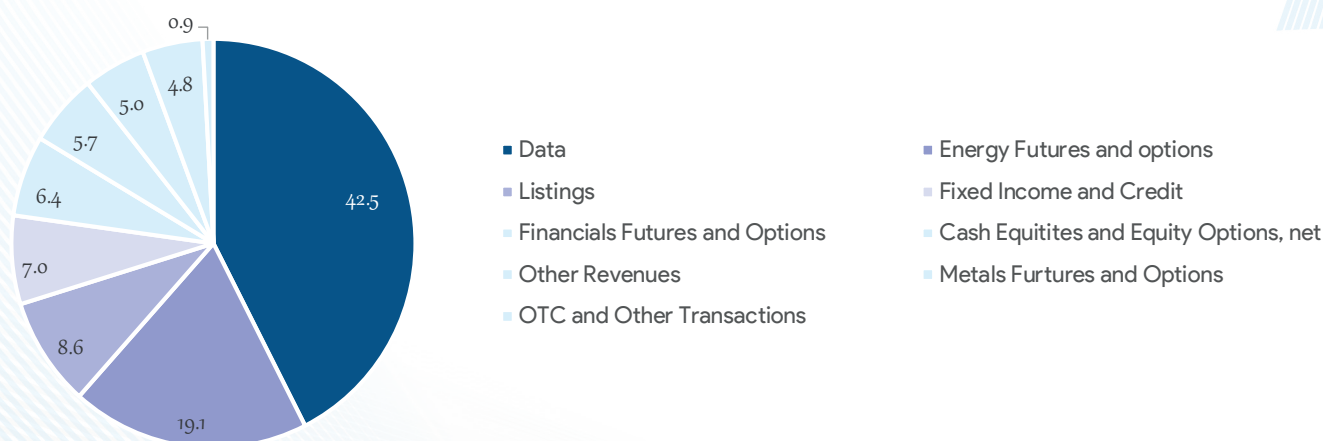 0.9
4.8
5.0
5.7
6.4
7.0
8.6
19.1
42.5
Data
Energy Futures and options
Listings
Fixed Income and Credit
Financials Futures and Options
Cash Equitites and Equity Options, net
Other Revenues
Metals Furtures and Options
OTC and Other Transactions